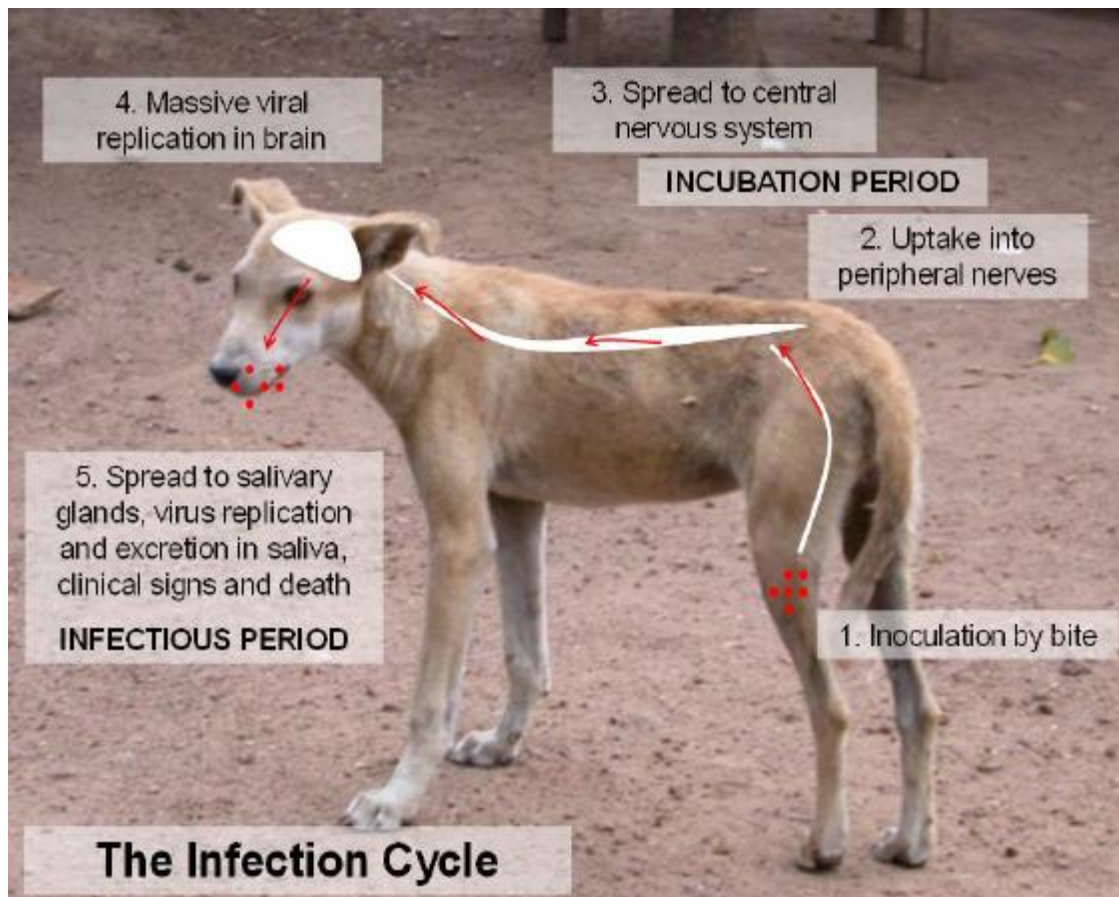 4. Massive viral
replication in brain
3. Spread to central
nervous system
INCUBATION PERIOD
2. Uptake into
peripheral nerves
5. Spread to salivary
glands, virus replication
and excretion in saliva,
clinical signs and death
INFECTIOUS PERIOD
1. Inoculation by bite
The Infection Cycle